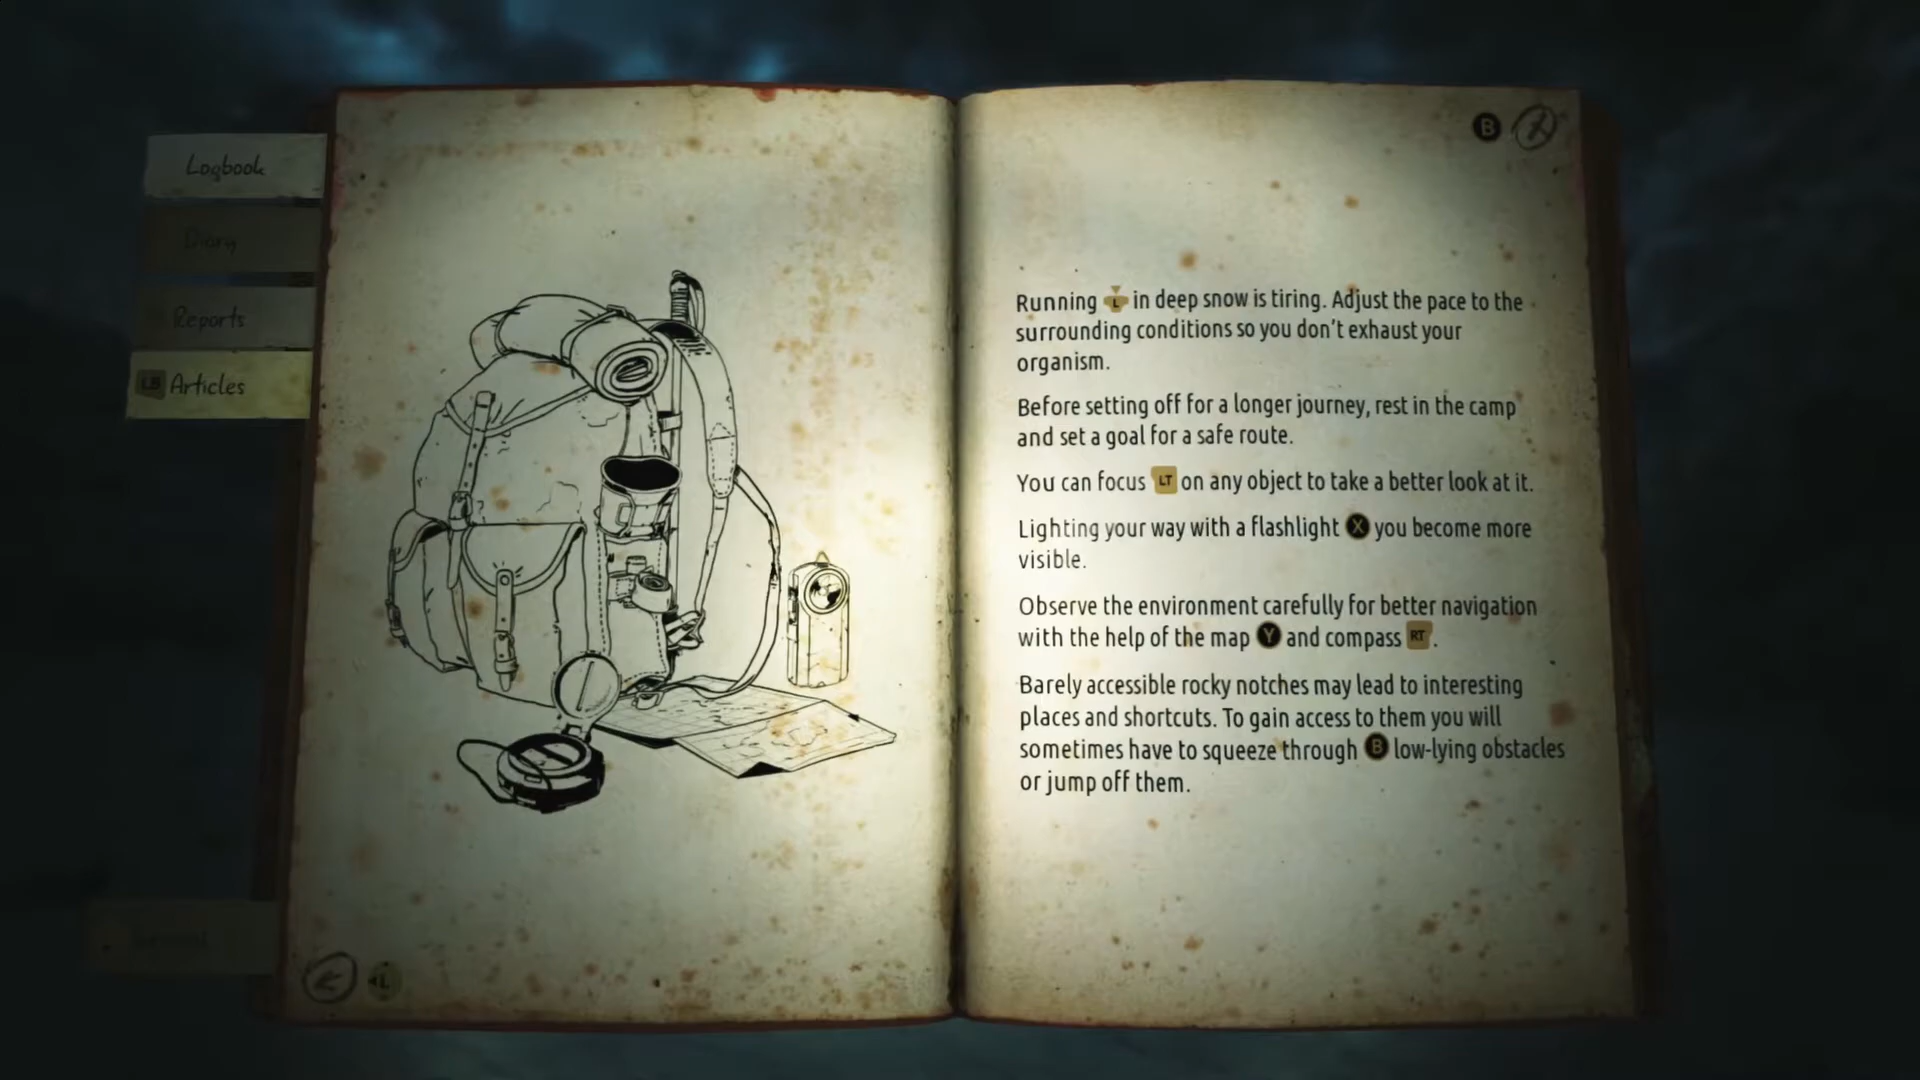 Logbook
Diary
Reports
LB Articles
B
Running L in deep snow is tiring. Adjust the pace to the
surrounding conditions so you don't exhaust your
organism.
Before setting off for a longer journey, rest in the camp
and set a goal for a safe route.
You can focus LT on any object to take a better look at it.
Lighting your way with a flashlight X you become more
visible.
Observe the environment carefully for better navigation
with the help of the map Y and compass RT.
Barely accessible rocky notches may lead to interesting
places and shortcuts. To gain access to them you will
sometimes have to squeeze through B low-lying obstacles
or jump off them.
L